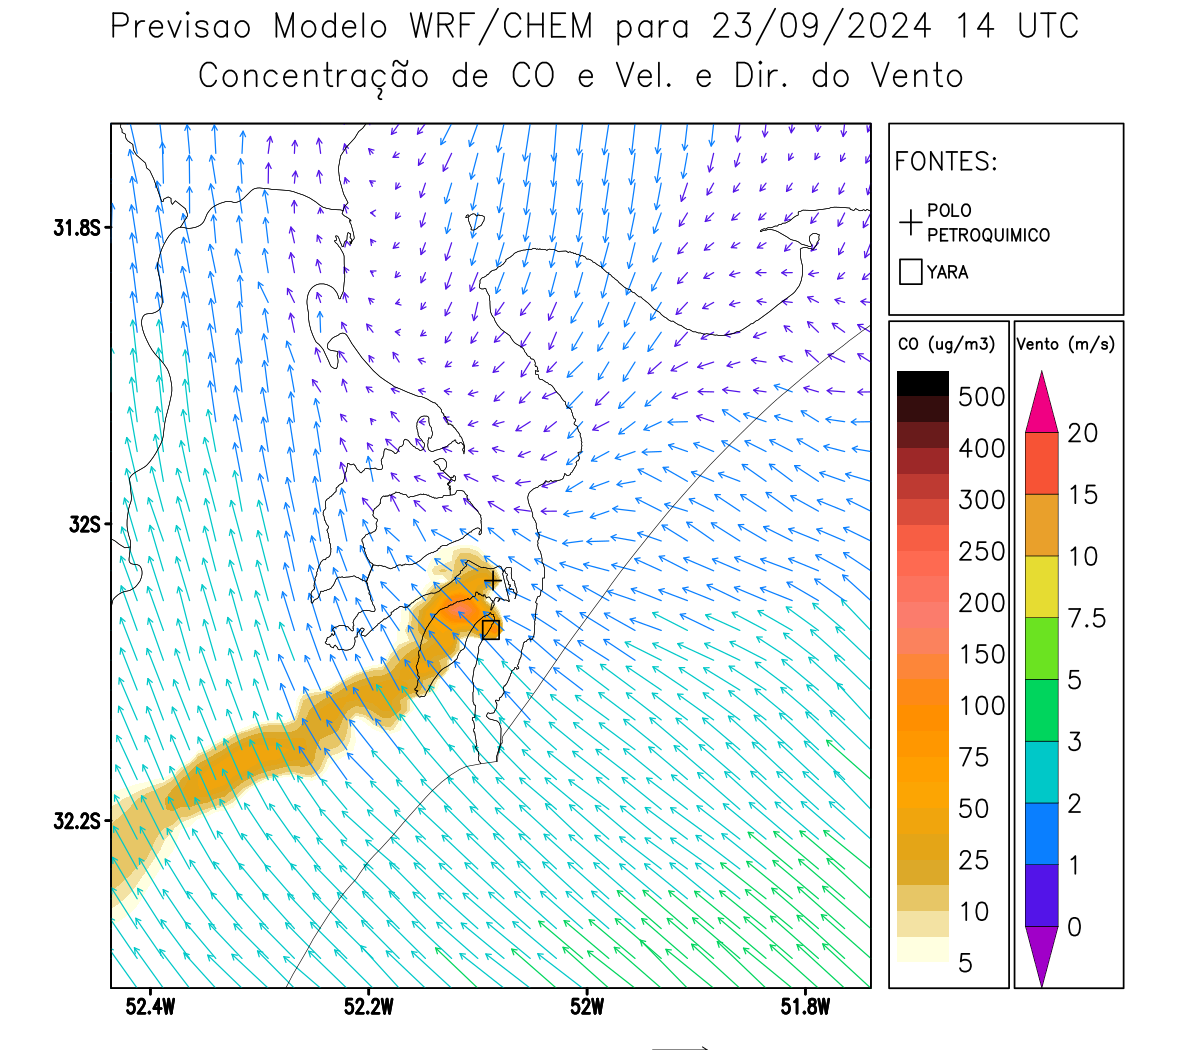 Previsao Modelo WRF/CHEM para 23/09/2024 14 UTC
Concentração de CO e Vel. e Dir. do Vento
FONTES:
POLO
PETROQUIMICO
YARA
CO (ug/m3)
500
400
300
250
200
150
100
75
50
25
10
5
Vento (m/s)
20
15
10
7.5
5
3
2
1
0
31.8S
32S
32.2S
52.4W
52.2W
52W
51.8W